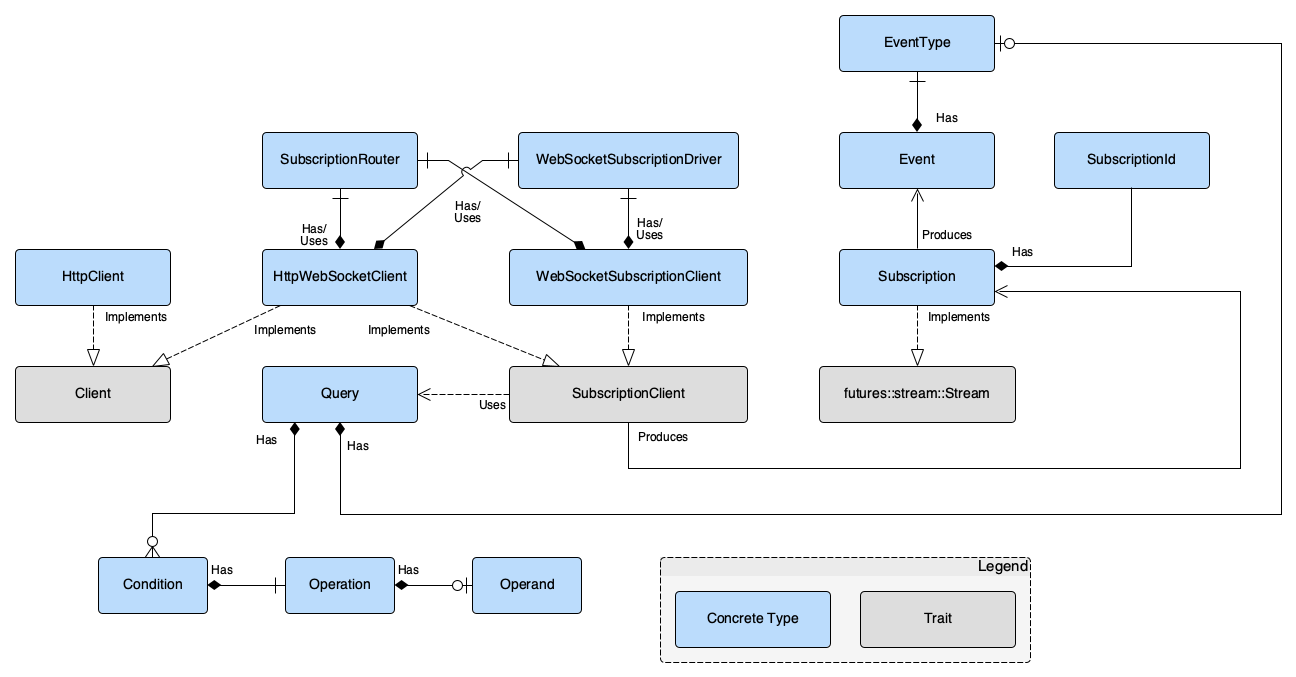 EventType
Has
SubscriptionRouter
WebSocketSubscriptionDriver
Event
SubscriptionId
Has/
Uses
Has/
Uses
Has/
Uses
Produces
Has
HttpClient
HttpWebSocketClient
WebSocketSubscriptionClient
Subscription
Implements
Implements
Implements
Implements
Implements
Client
Query
Uses
SubscriptionClient
futures::stream::Stream
Has
Has
Produces
Condition
Has
Operation
Has
Operand
Legend
Concrete Type
Trait